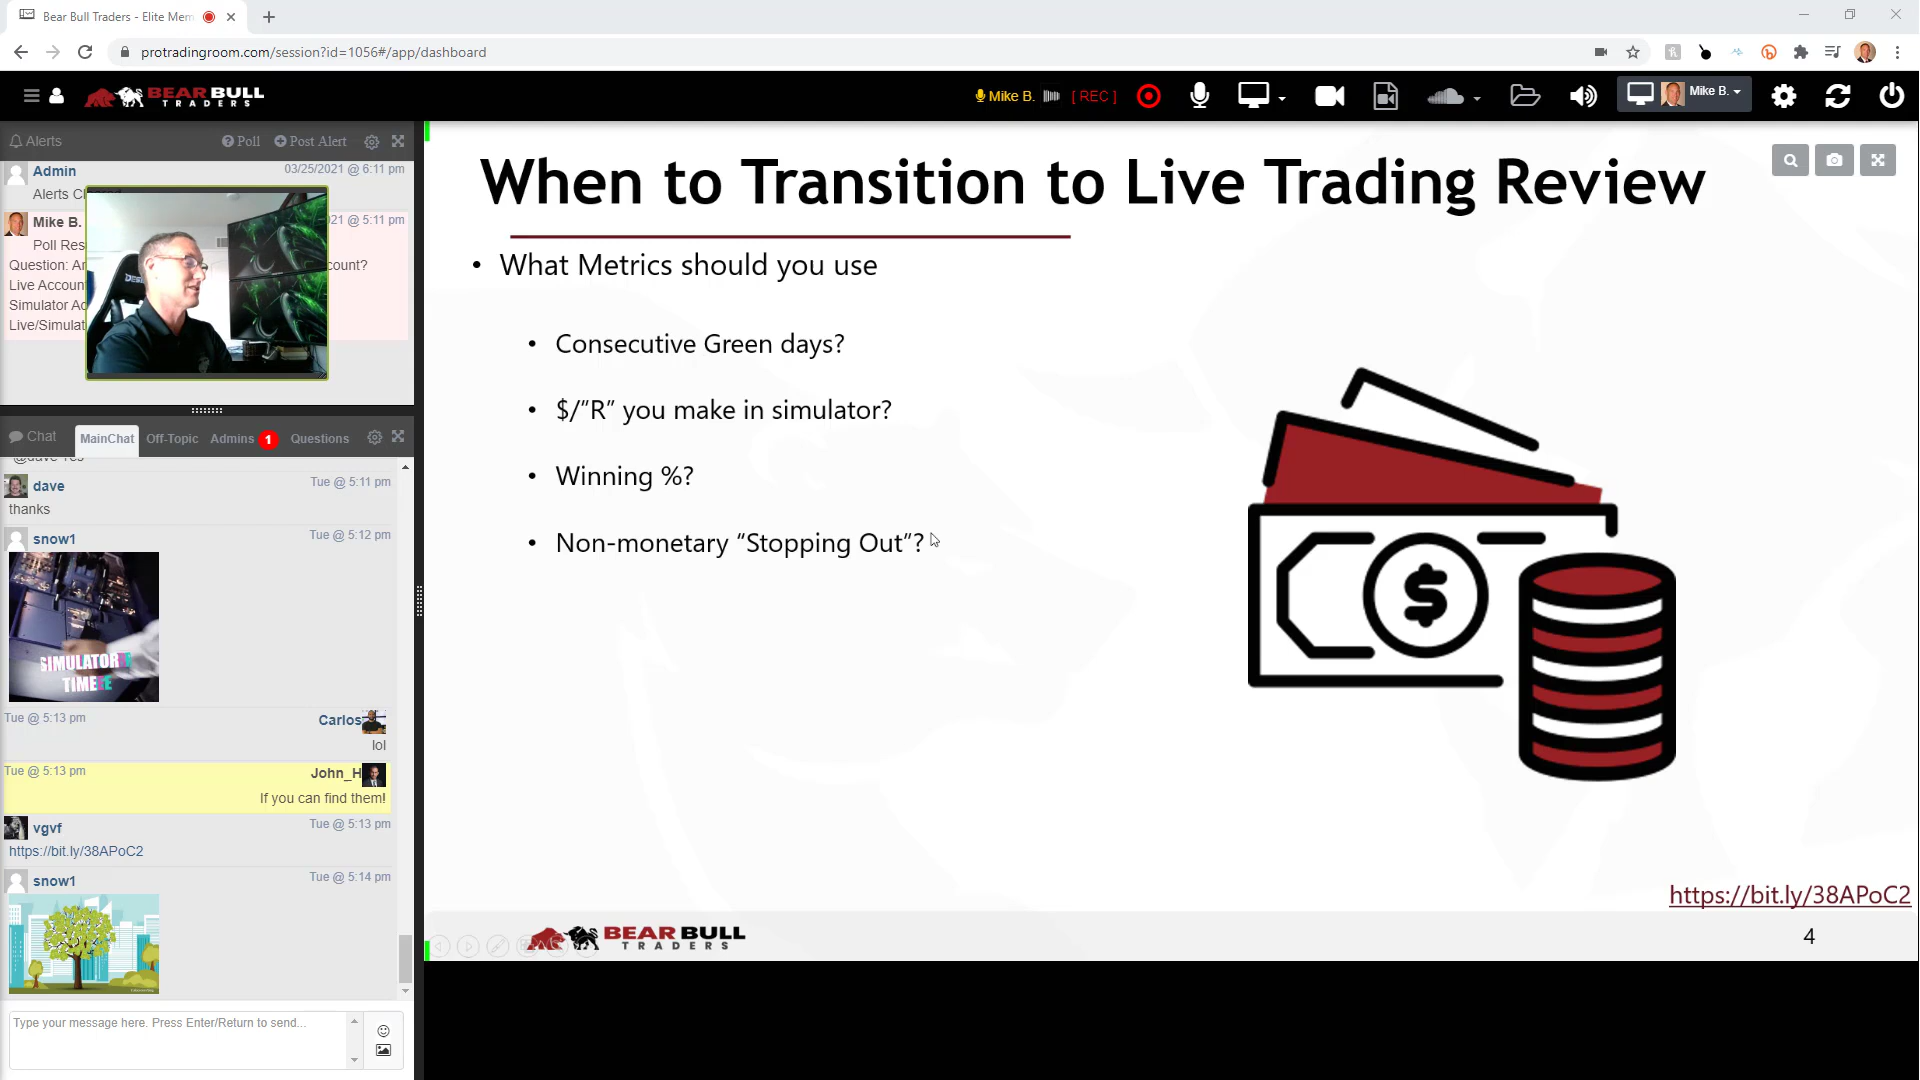 Bear Bull Traders - Elite Mem
protradingroom.com/session?id=1056#/app/dashboard
BEAR BULL
TRADERS
Mike B.
[ REC ]
Mike B.
Alerts
Poll
Post Alert
Admin
03/25/2021 @ 6:11pm
Alerts Cl
Mike B.
021 @ 5:11 pm
Poll Res
Question: Ar
count?
Live Accoun
Simulator Ac
Live/Simulat
When to Transition to Live Trading Review
• What Metrics should you use
• Consecutive Green days?
• $/”R” you make in simulator?
• Winning %?
• Non-monetary “Stopping Out”?
$
https://bit.ly/38APoC2
BEAR BULL
TRADERS
4
Chat
MainChat
Off-Topic
Admins
1
Questions
dave
Tue @ 5:11 pm
thanks
snow1
Tue @ 5:12 pm
SIMULATOR
TIME
Tue @ 5:13 pm
Carlos
lol
Tue @ 5:13 pm
John_H
If you can find them!
vgvf
Tue @ 5:13 pm
https://bit.ly/38APoC2
snow1
Tue @ 5:14 pm
Type your message here. Press Enter/Return to send...